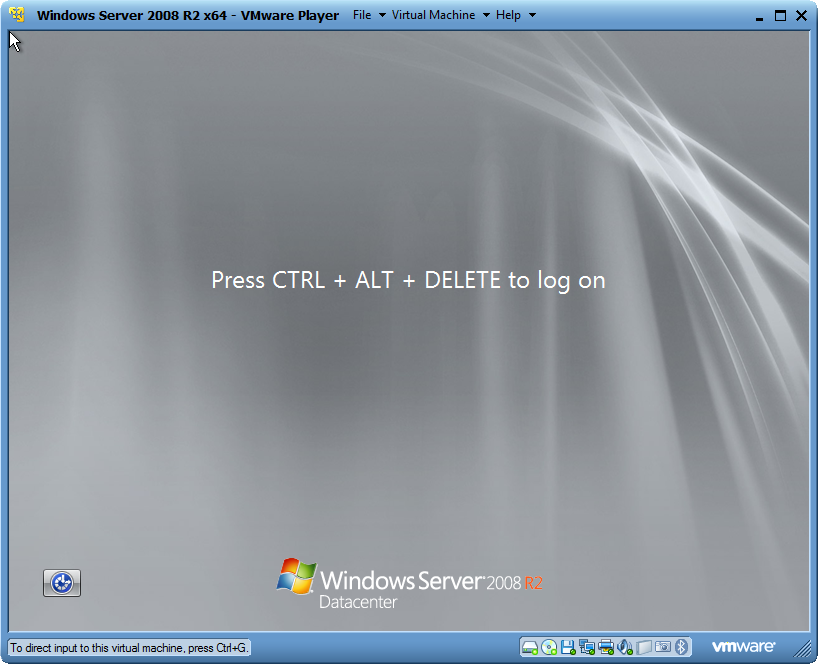 Windows Server 2008 R2 x64 - VMware Player File Virtual Machine Help
Press CTRL + ALT + DELETE to log on
Windows Server 2008 R2
Datacenter
To direct input to this virtual machine, press Ctrl+G.
vmware